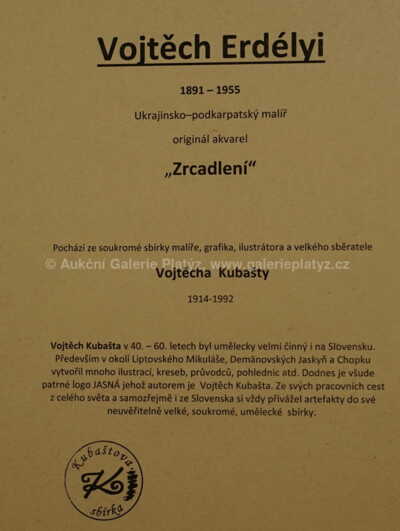 Vojtěch Erdélyi
1891 – 1955
Ukrajinsko–podkarpatský malíř
originál akvarel
„Zrcadlení“
Pochází ze soukromé sbírky malíře, grafika, ilustrátora a velkého sběratele
© Aukční Galerie Platýz, www.galerieplatyz.cz
Vojtěcha Kubašty
1914-1992
Vojtěch Kubašta v 40. – 60. letech byl umělecky velmi činný i na Slovensku.
Především v okolí Liptovského Mikuláše, Demänovských Jaskyň a Chopku
vytvořil mnoho ilustrací, kreseb, průvodců, pohlednic atd. Dodnes je všude
patrné logo JASNÁ jehož autorem je Vojtěch Kubašta. Ze svých pracovních cest
z celého světa a samozřejmě i ze Slovenska si vždy přivážel artefakty do své
neuvěřitelně velké, soukromé, umělecké sbírky.
Kubaštova
K
sbírka